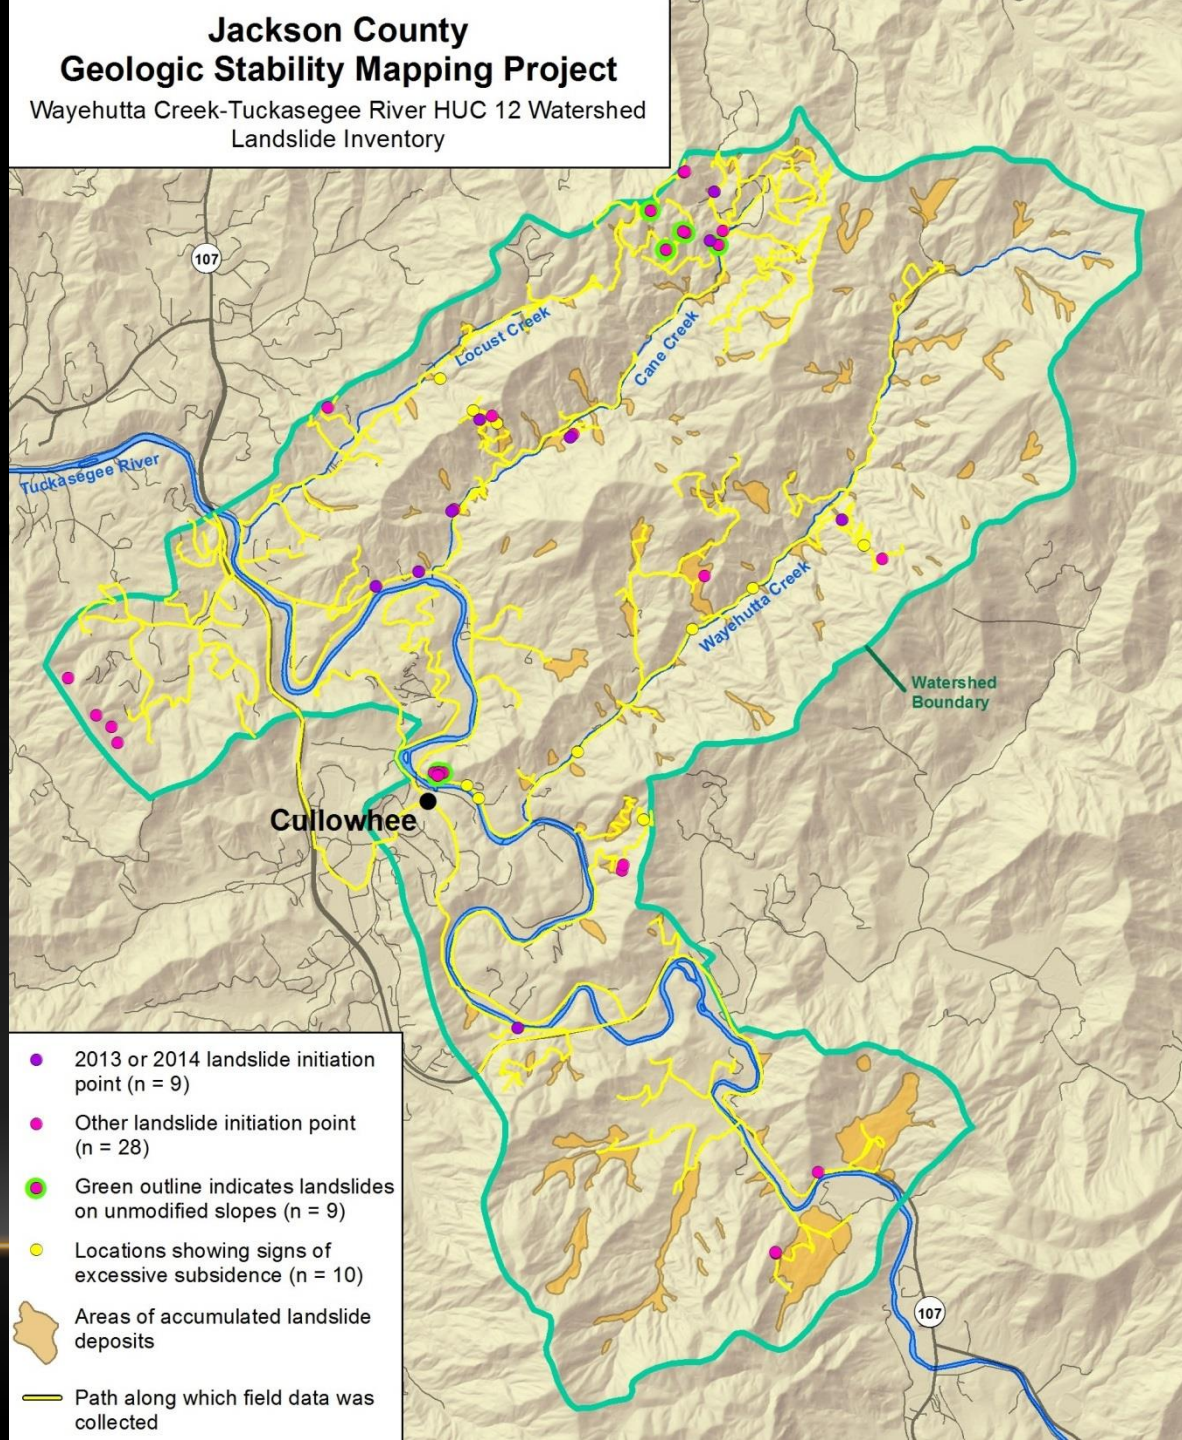 Jackson County
Geologic Stability Mapping Project
Wayehutta Creek-Tuckasegee River HUC 12 Watershed
Landslide Inventory
107
Locust Creek
Cane Creek
Tuckasegee River
Wayehutta Creek
Watershed
Boundary
Cullowhee
2013 or 2014 landslide initiation
point (n = 9)
Other landslide initiation point
(n = 28)
Green outline indicates landslides
on unmodified slopes (n = 9)
Locations showing signs of
excessive subsidence (n = 10)
Areas of accumulated landslide
deposits
Path along which field data was
collected
107